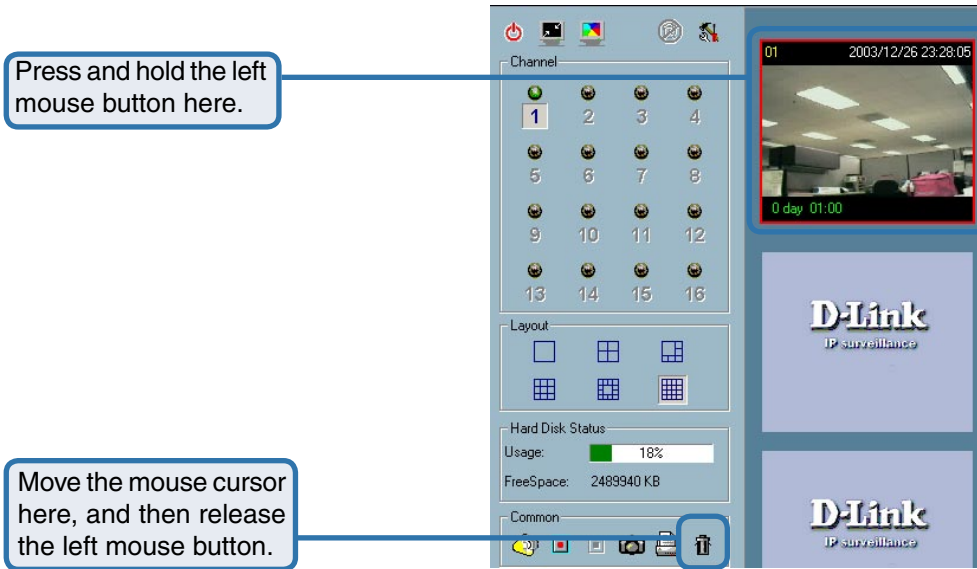 Press and hold the left
mouse button here.
Channel
1 2 3 4
5 6 7 8
9 10 11 12
13 14 15 16
Layout
Hard Disk Status
Usage: 18%
FreeSpace: 2489940 KB
Common
Move the mouse cursor
here, and then release
the left mouse button.
01 2003/12/26 23:28:05
0 day 01:00
D-Link
IP surveillance
D-Link
IP surveillance